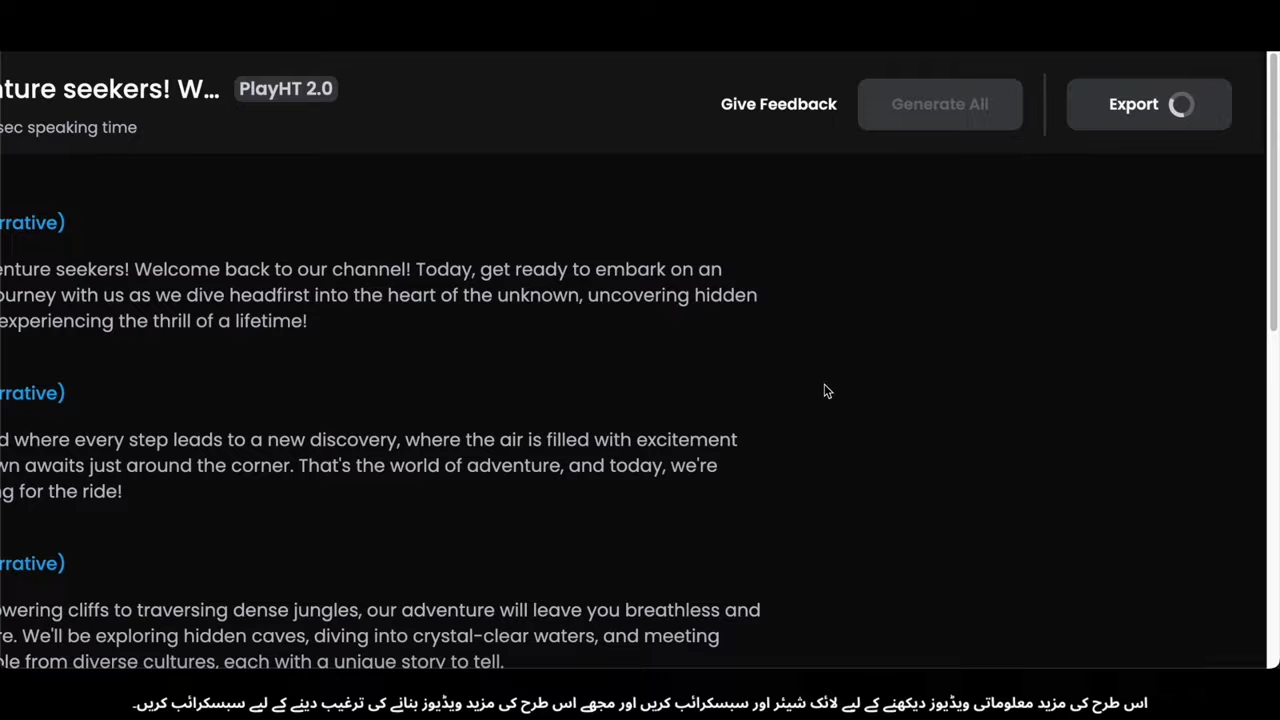 nture seekers! W... PlayHT 2.0
Give Feedback
Generate All
Export
sec speaking time
rrative)
enture seekers! Welcome back to our channel! Today, get ready to embark on an
ourney with us as we dive headfirst into the heart of the unknown, uncovering hidden
experiencing the thrill of a lifetime!
rrative)
d where every step leads to a new discovery, where the air is filled with excitement
wn awaits just around the corner. That's the world of adventure, and today, we're
ng for the ride!
rrative)
owering cliffs to traversing dense jungles, our adventure will leave you breathless and
re. We'll be exploring hidden caves, diving into crystal-clear waters, and meeting
ple from diverse cultures, each with a unique story to tell.
اس طرح کی مزید معلوماتی ویڈیوز دیکھنے کے لیے لائک شیئر اور سبسکرائب کریں اور مجھے اس طرح کی مزید ویڈیوز بنانے کی ترغیب دینے کے لیے سبسکرائب کریں۔